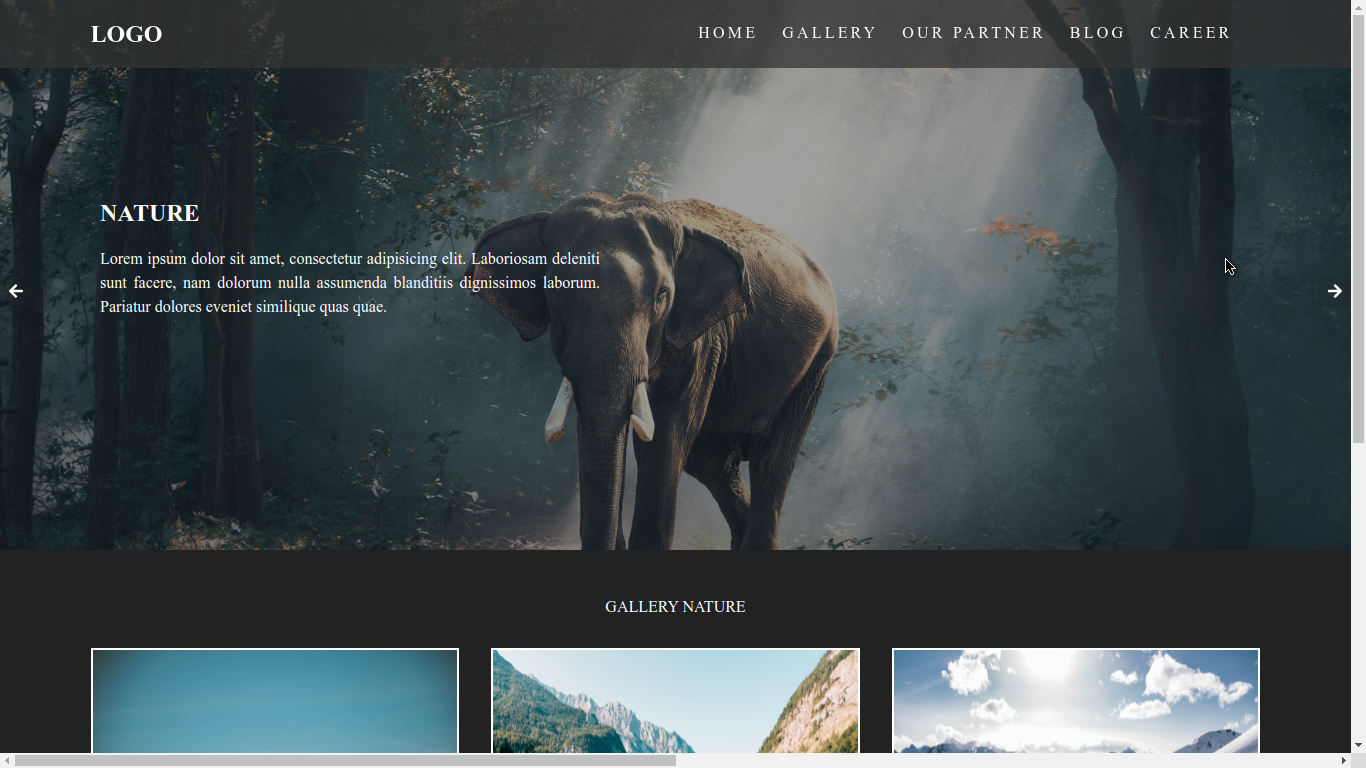 LOGO
HOME GALLERY OUR PARTNER BLOG CAREER
NATURE
Lorem ipsum dolor sit amet, consectetur adipisicing elit. Laboriosam deleniti
sunt facere, nam dolorum nulla assumenda blanditiis dignissimos laborum.
Pariatur dolores eveniet similique quas quae.
GALLERY NATURE